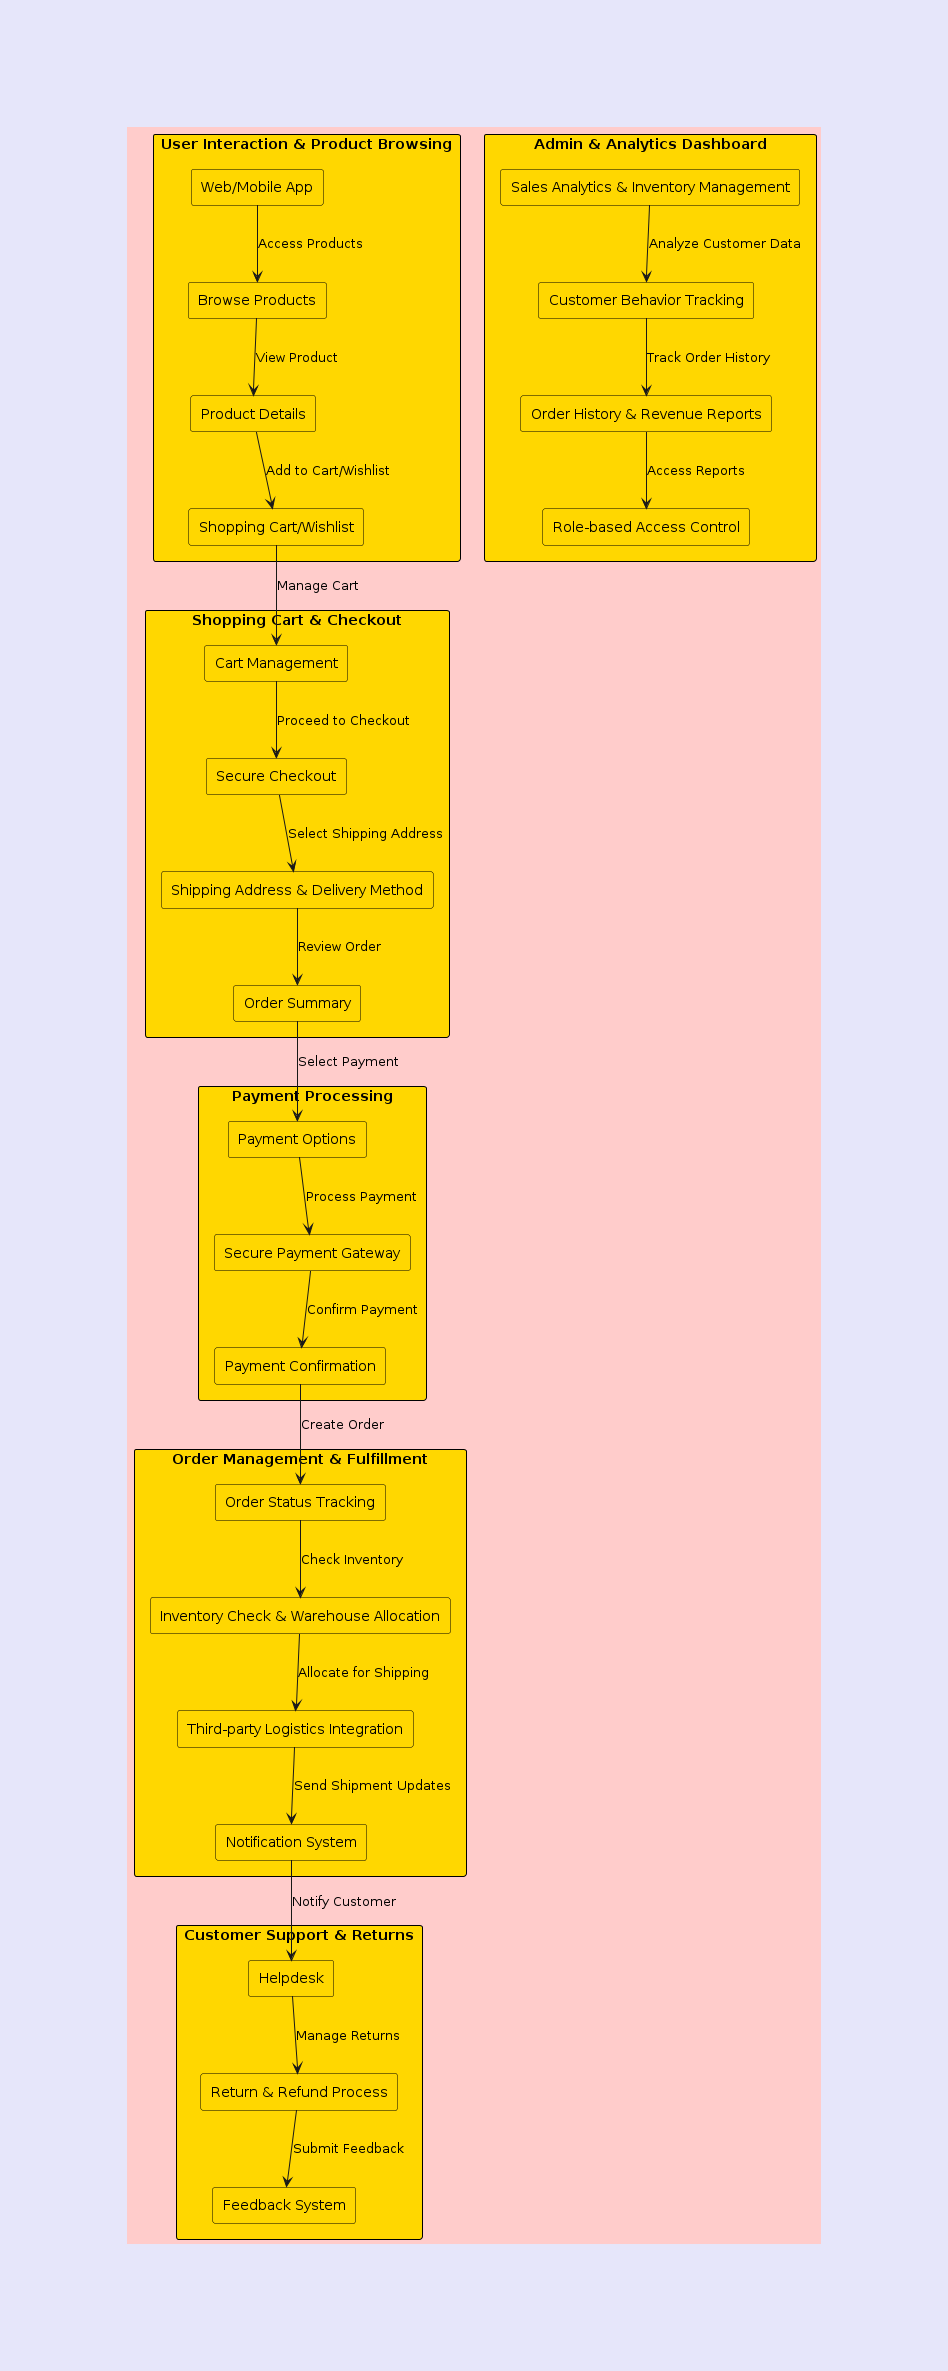 User Interaction & Product Browsing
Web/Mobile App
Access Products
Browse Products
View Product
Product Details
Add to Cart/Wishlist
Shopping Cart/Wishlist
Manage Cart
Admin & Analytics Dashboard
Sales Analytics & Inventory Management
Analyze Customer Data
Customer Behavior Tracking
Track Order History
Order History & Revenue Reports
Access Reports
Role-based Access Control
Shopping Cart & Checkout
Cart Management
Proceed to Checkout
Secure Checkout
Select Shipping Address
Shipping Address & Delivery Method
Review Order
Order Summary
Select Payment
Payment Processing
Payment Options
Process Payment
Secure Payment Gateway
Confirm Payment
Payment Confirmation
Create Order
Order Management & Fulfillment
Order Status Tracking
Check Inventory
Inventory Check & Warehouse Allocation
Allocate for Shipping
Third-party Logistics Integration
Send Shipment Updates
Notification System
Notify Customer
Customer Support & Returns
Helpdesk
Manage Returns
Return & Refund Process
Submit Feedback
Feedback System